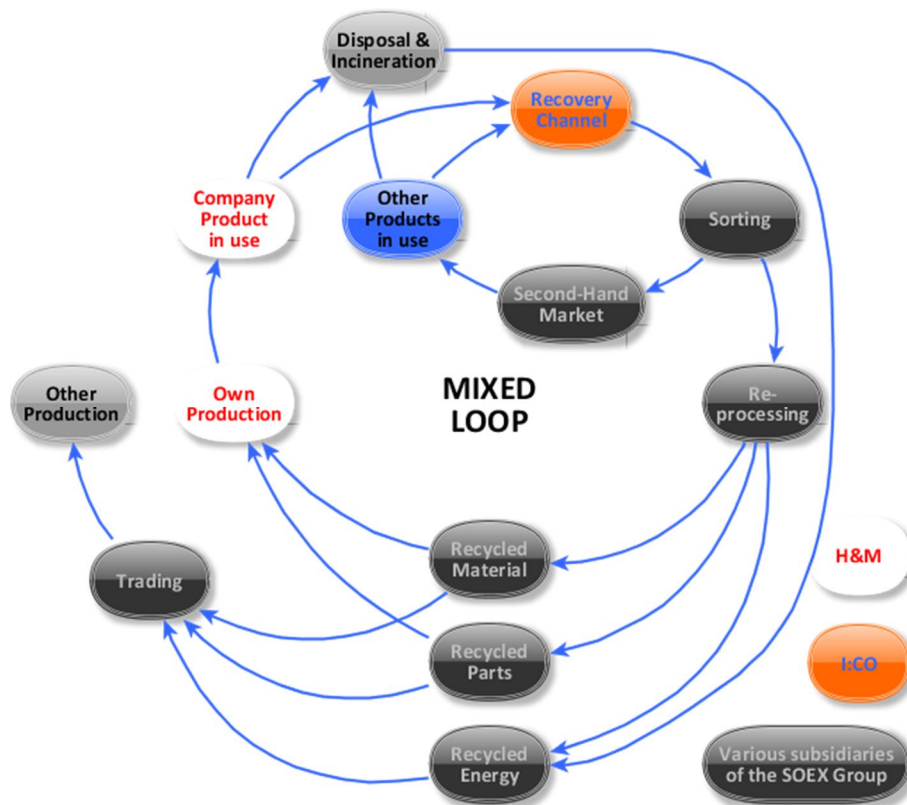 Disposal &
Incineration
Recovery
Channel
Company
Product
in use
Other
Products
in use
Sorting
Second-Hand
Market
Other
Production
Own
Production
MIXED
LOOP
Re-
processing
Recycled
Material
Trading
H&M
Recycled
Parts
I:CO
Recycled
Energy
Various subsidiaries
of the SOEX Group